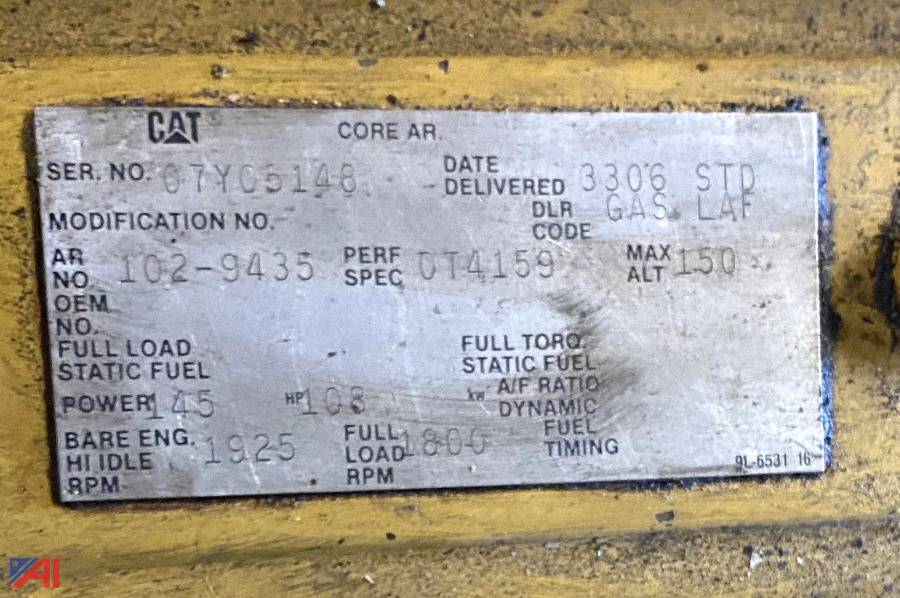 CAT CORE AR.
SER. NO. 07Y05148 DATE DELIVERED 3306 STD
MODIFICATION NO. DLR CODE GAS LAF
AR NO. 102-9435 PERF SPEC 0T4159 MAX ALT 150
OEM NO.
FULL LOAD STATIC FUEL FULL TORQ. STATIC FUEL
POWER 145 HP 108 kW A/F RATIO DYNAMIC
BARE ENG. HI IDLE RPM 1925 FULL LOAD RPM 1800 FUEL TIMING
9L-6531 16
AI